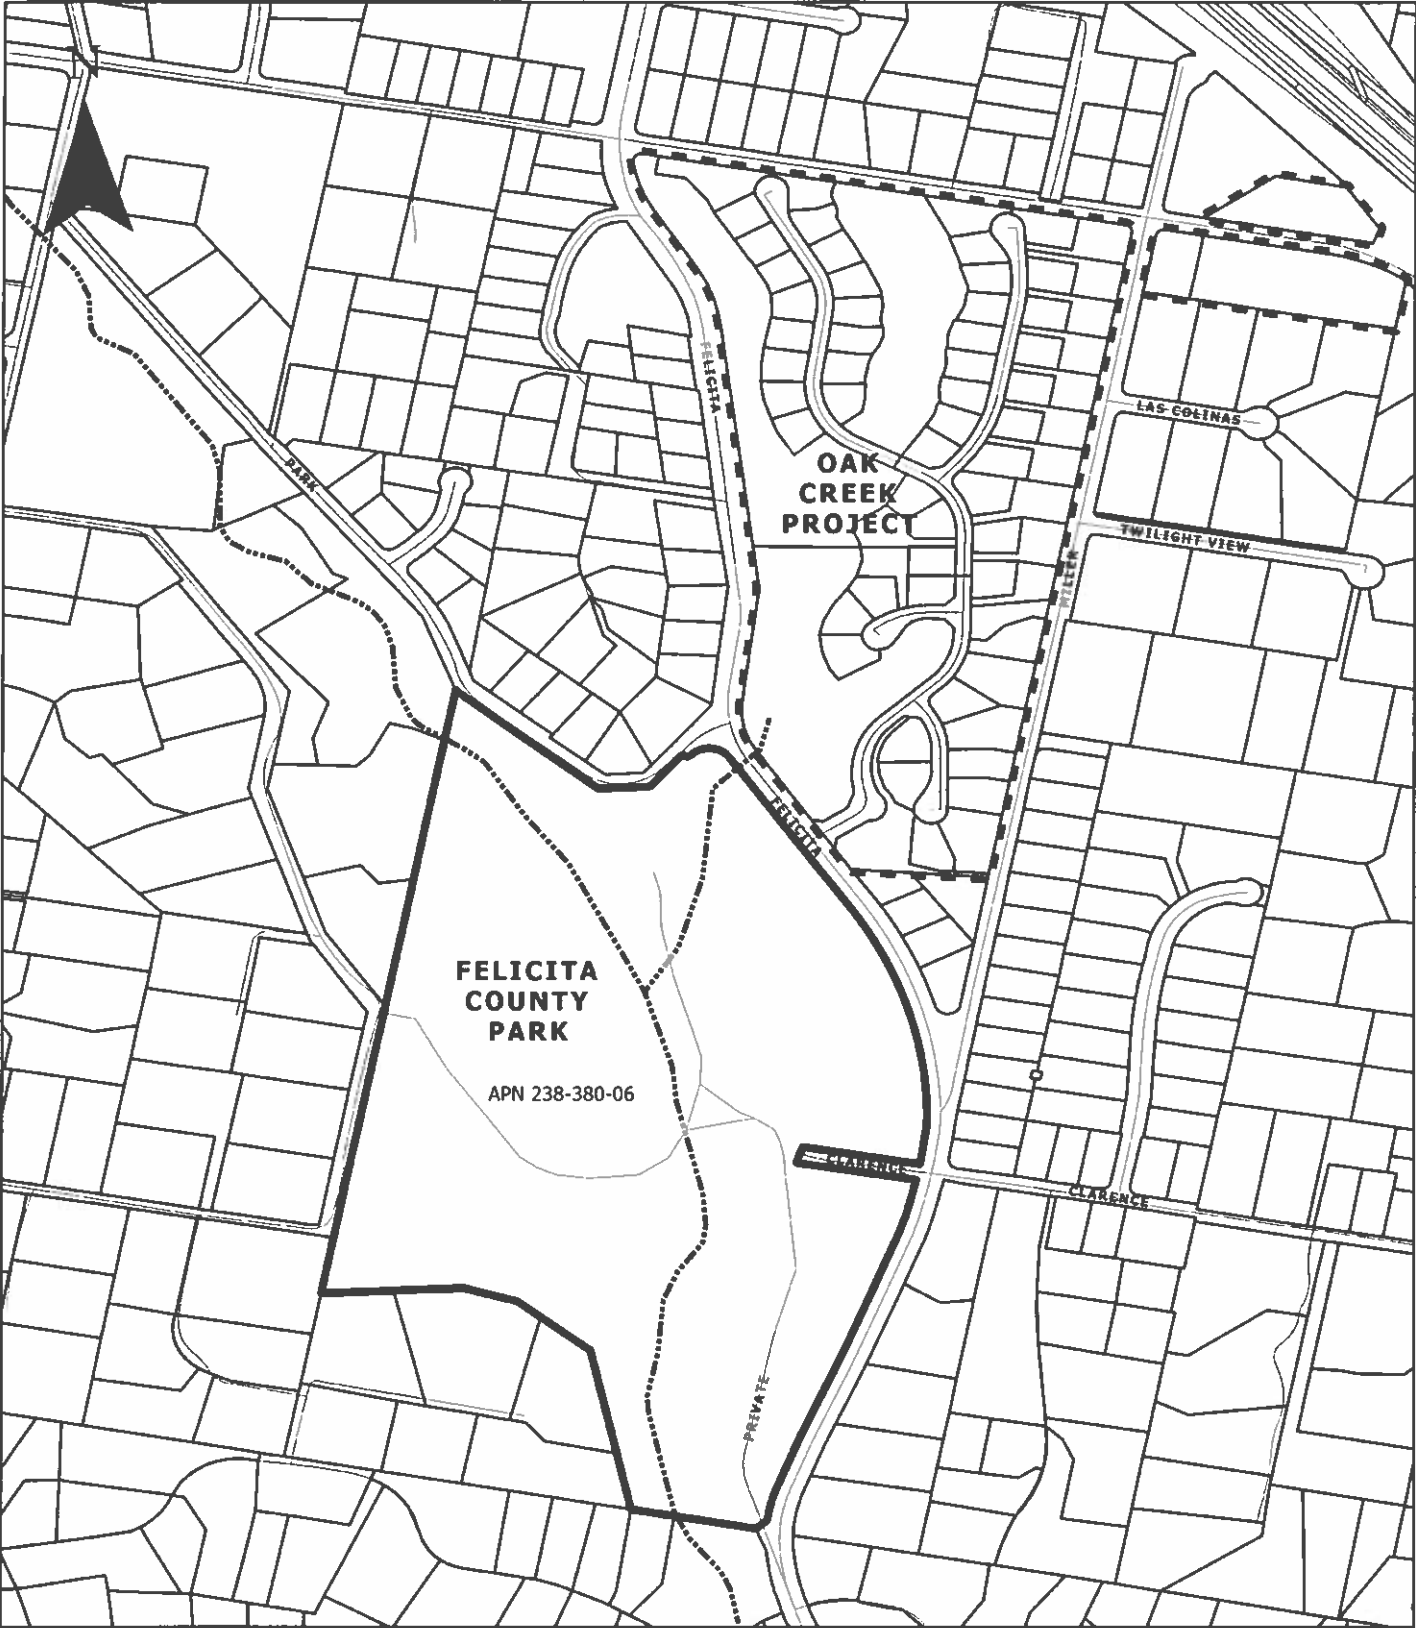 N
FELICITA
LAS COLINAS
PARK
OAK
CREEK
PROJECT
TWILIGHT VIEW
MILLER
FELICITA
FELICITA
COUNTY
PARK
APN 238-380-06
CLARENCE
CLARENCE
PRIVATE